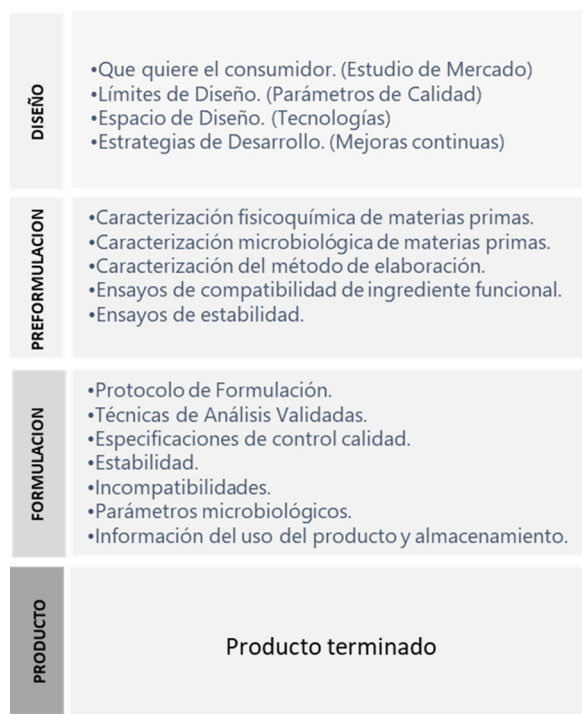 DISEÑO
•Que quiere el consumidor. (Estudio de Mercado)
•Límites de Diseño. (Parámetros de Calidad)
•Espacio de Diseño. (Tecnologías)
•Estrategias de Desarrollo. (Mejoras continuas)
PREFORMULACION
•Caracterización fisicoquímica de materias primas.
•Caracterización microbiológica de materias primas.
•Caracterización del método de elaboración.
•Ensayos de compatibilidad de ingrediente funcional.
•Ensayos de estabilidad.
FORMULACION
•Protocolo de Formulación.
•Técnicas de Análisis Validadas.
•Especificaciones de control calidad.
•Estabilidad.
•Incompatibilidades.
•Parámetros microbiológicos.
•Información del uso del producto y almacenamiento.
PRODUCTO
Producto terminado